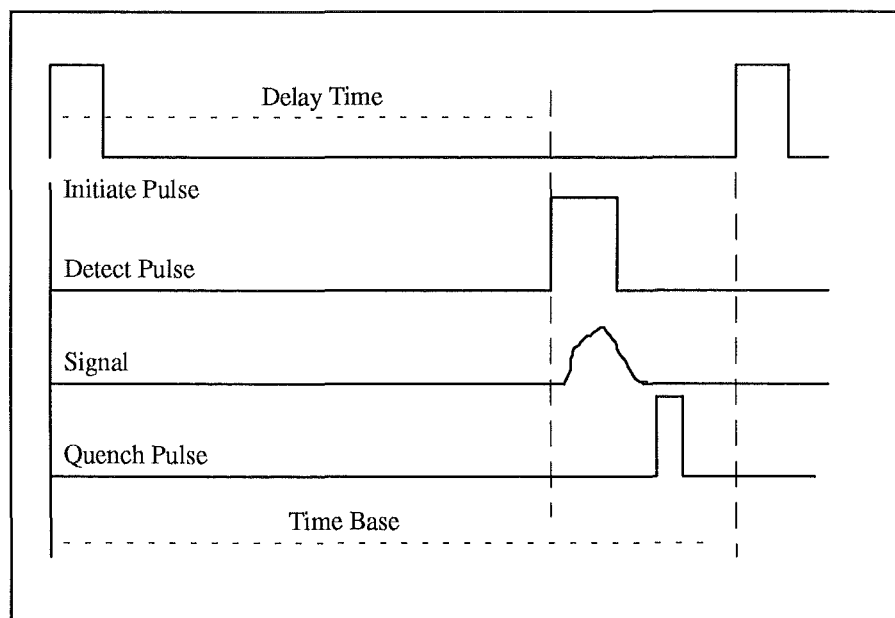 Delay Time
Initiate Pulse
Detect Pulse
Signal
Quench Pulse
Time Base